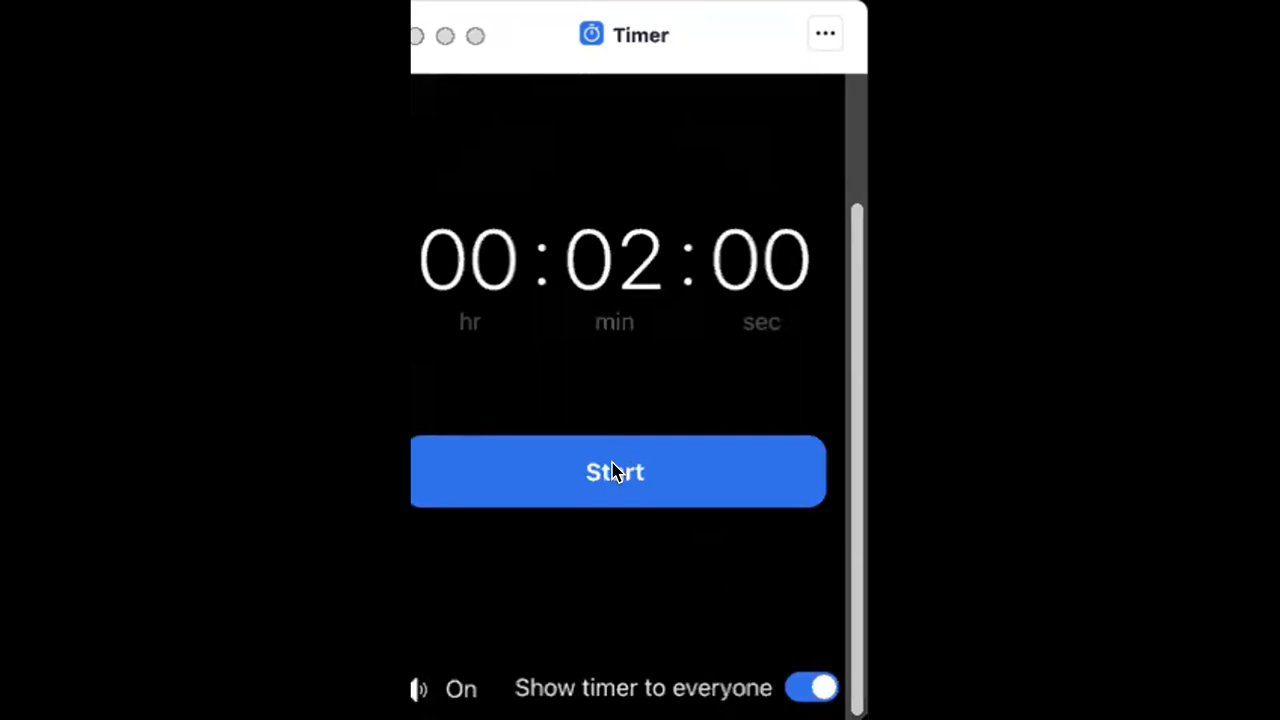 Timer
00 : 02 : 00
hr min sec
Start
On Show timer to everyone